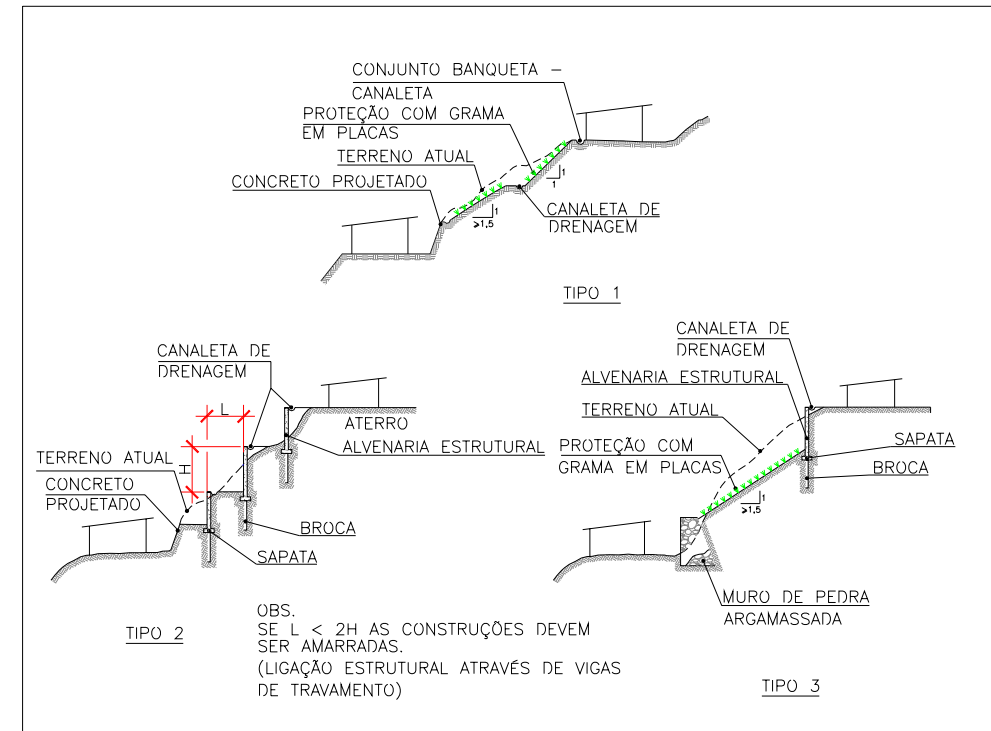 CONJUNTO BANQUETA –
CANALETA
PROTEÇÃO COM GRAMA
EM PLACAS
TERRENO ATUAL
CONCRETO PROJETADO
1
1
CANALETA DE
DRENAGEM
1
≥1,5
TIPO 1
CANALETA DE
DRENAGEM
L
ATERRO
ALVENARIA ESTRUTURAL
H
TERRENO ATUAL
CONCRETO
PROJETADO
BROCA
SAPATA
TIPO 2
OBS.
SE L < 2H AS CONSTRUÇÕES DEVEM
SER AMARRADAS.
(LIGAÇÃO ESTRUTURAL ATRAVÉS DE VIGAS
DE TRAVAMENTO)
CANALETA DE
DRENAGEM
ALVENARIA ESTRUTURAL
TERRENO ATUAL
PROTEÇÃO COM
GRAMA EM PLACAS
SAPATA
BROCA
1
≥1,5
MURO DE PEDRA
ARGAMASSADA
TIPO 3